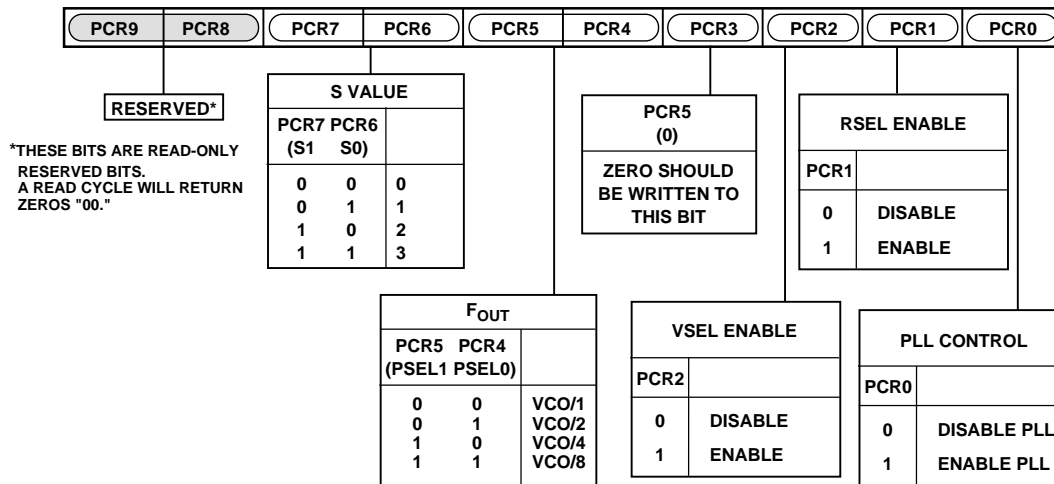 PCR9 PCR8 PCR7 PCR6 PCR5 PCR4 PCR3 PCR2 PCR1 PCR0
RESERVED*
*THESE BITS ARE READ-ONLY
RESERVED BITS.
A READ CYCLE WILL RETURN
ZEROS "00."
S VALUE
PCR7 PCR6
(S1 S0)
0 0 0
0 1 1
1 0 2
1 1 3
PCR5
(0)
ZERO SHOULD
BE WRITTEN TO
THIS BIT
RSEL ENABLE
PCR1
0 DISABLE
1 ENABLE
FOUT
PCR5 PCR4
(PSEL1 PSEL0)
0 0 VCO/1
0 1 VCO/2
1 0 VCO/4
1 1 VCO/8
VSEL ENABLE
PCR2
0 DISABLE
1 ENABLE
PLL CONTROL
PCR0
0 DISABLE PLL
1 ENABLE PLL